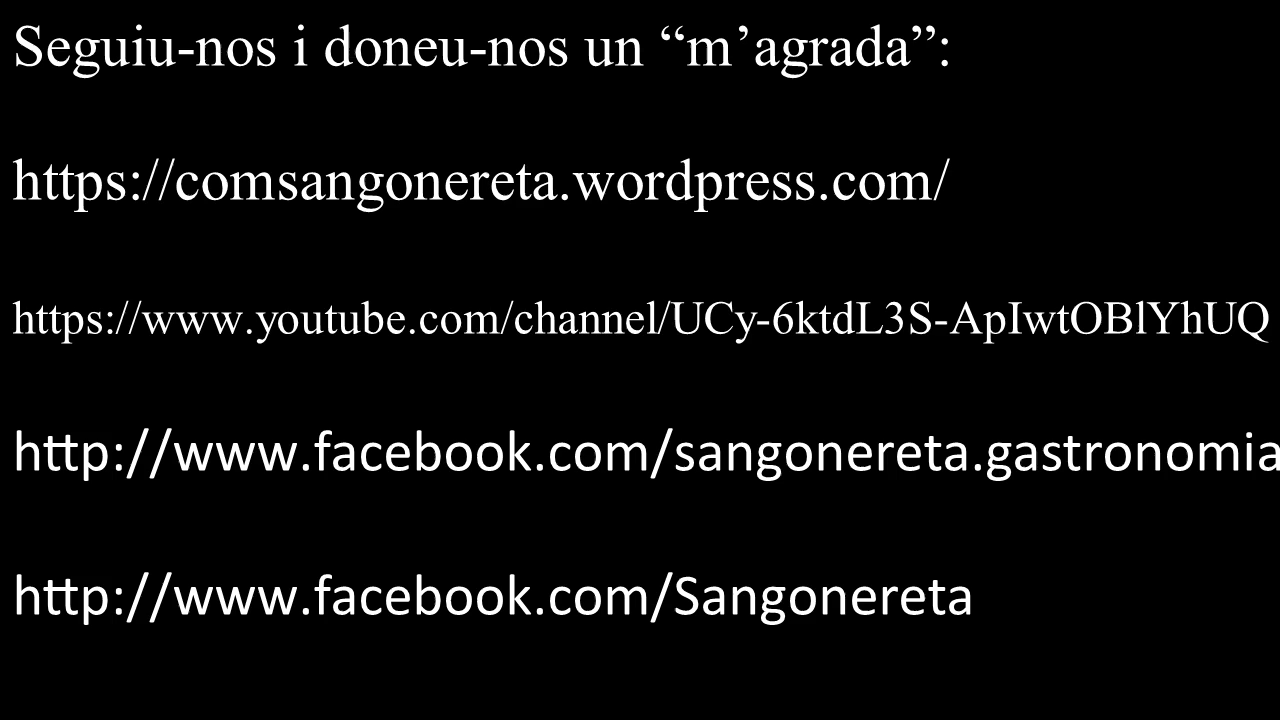 Seguiu-nos i doneu-nos un “m’agrada”:
https://comsangonereta.wordpress.com/
https://www.youtube.com/channel/UCy-6ktdL3S-ApIwtOBlYhUQ
http://www.facebook.com/sangonereta.gastronomia
http://www.facebook.com/Sangonereta